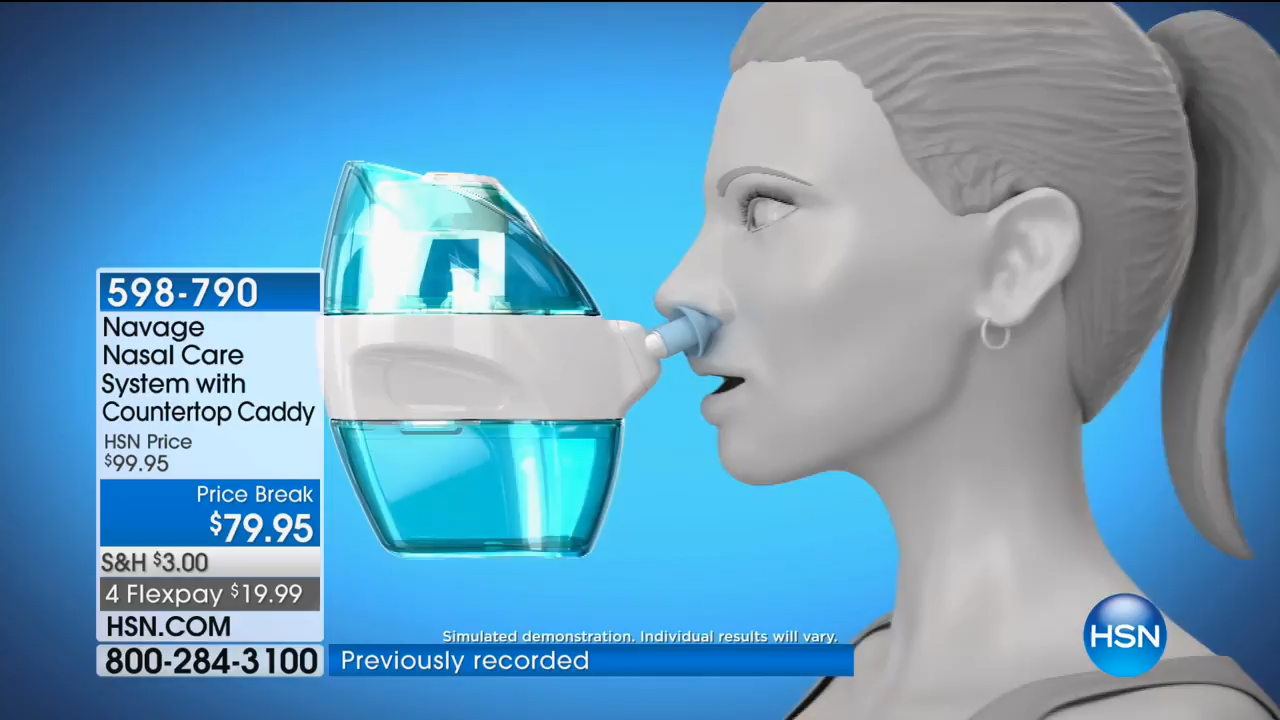 598-790
Navage
Nasal Care
System with
Countertop Caddy
HSN Price
$99.95
Price Break
$79.95
S&H $3.00
4 Flexpay $19.99
HSN.COM
800-284-3100
Simulated demonstration. Individual results will vary.
Previously recorded
HSN